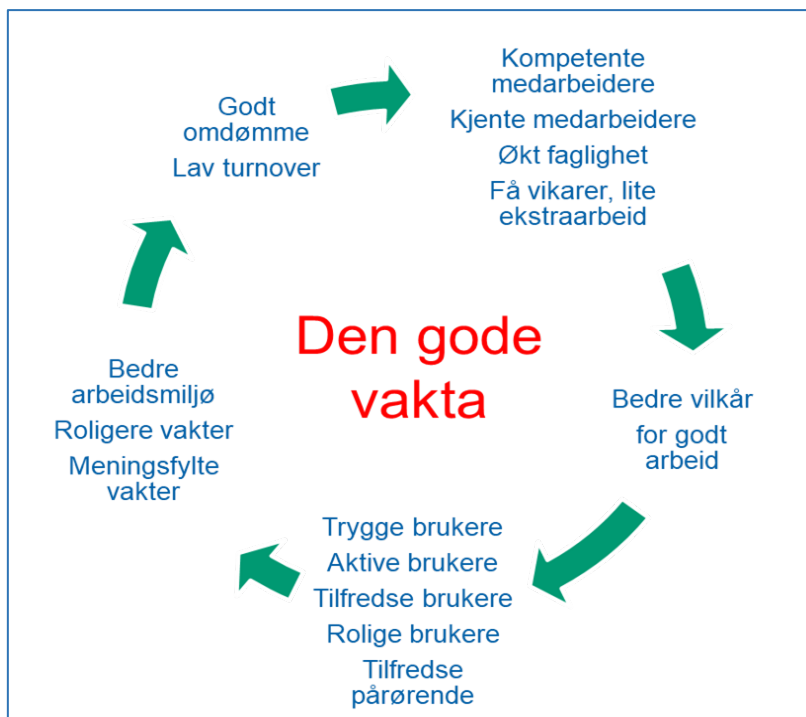 Godt
omdømme
Lav turnover
Kompetente
medarbeidere
Kjente medarbeidere
Økt faglighet
Få vikarer, lite
ekstraarbeid
Den gode
vakta
Bedre vilkår
for godt
arbeid
Trygge brukere
Aktive brukere
Tilfredse brukere
Rolige brukere
Tilfredse
pårørende
Bedre
arbeidsmiljø
Roligere vakter
Meningsfylte
vakter